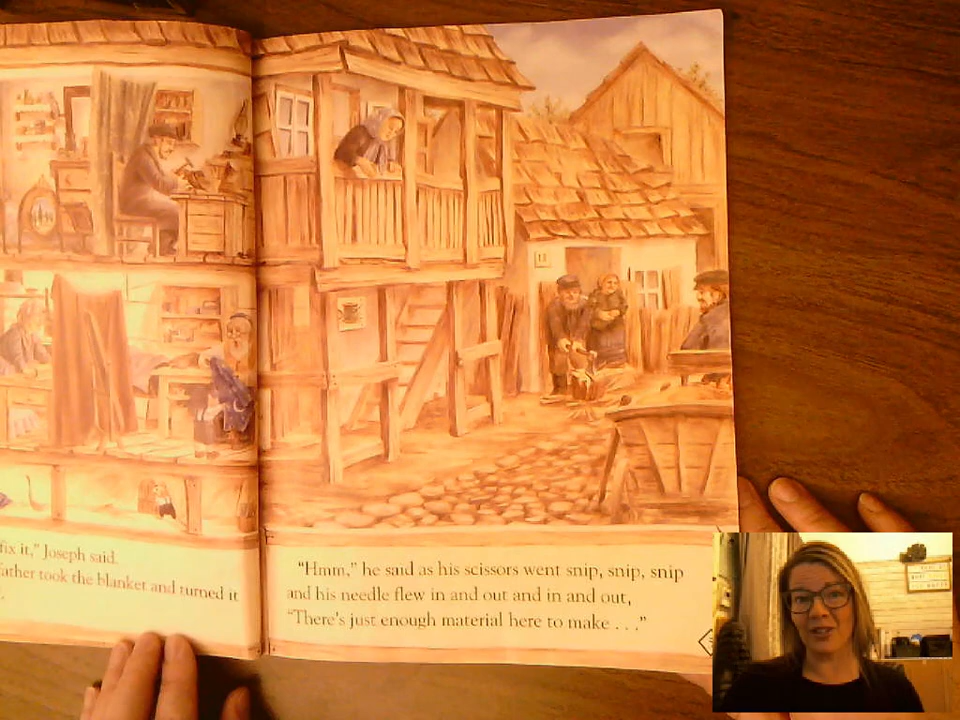 fix it," Joseph said.
father took the blanket and turned it
"Hmm," he said as his scissors went snip, snip, snip
and his needle flew in and out and in and out,
"There's just enough material here to make . . ."